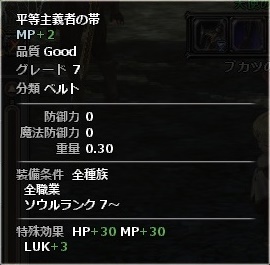 平等主義者の帯
MP+2
品質 Good
グレード 7
分類 ベルト
防御力 0
魔法防御力 0
重量 0.30
装備条件 全種族
全職業
ソウルランク 7～
特殊効果 HP+30 MP+30
LUK+3